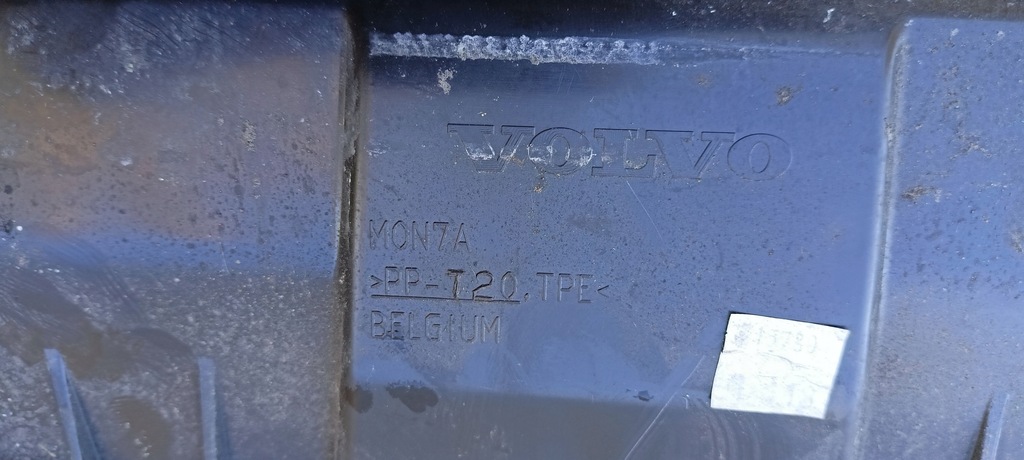 VOLVO
MON7A
>PP-T20.TPE<
BELGIUM